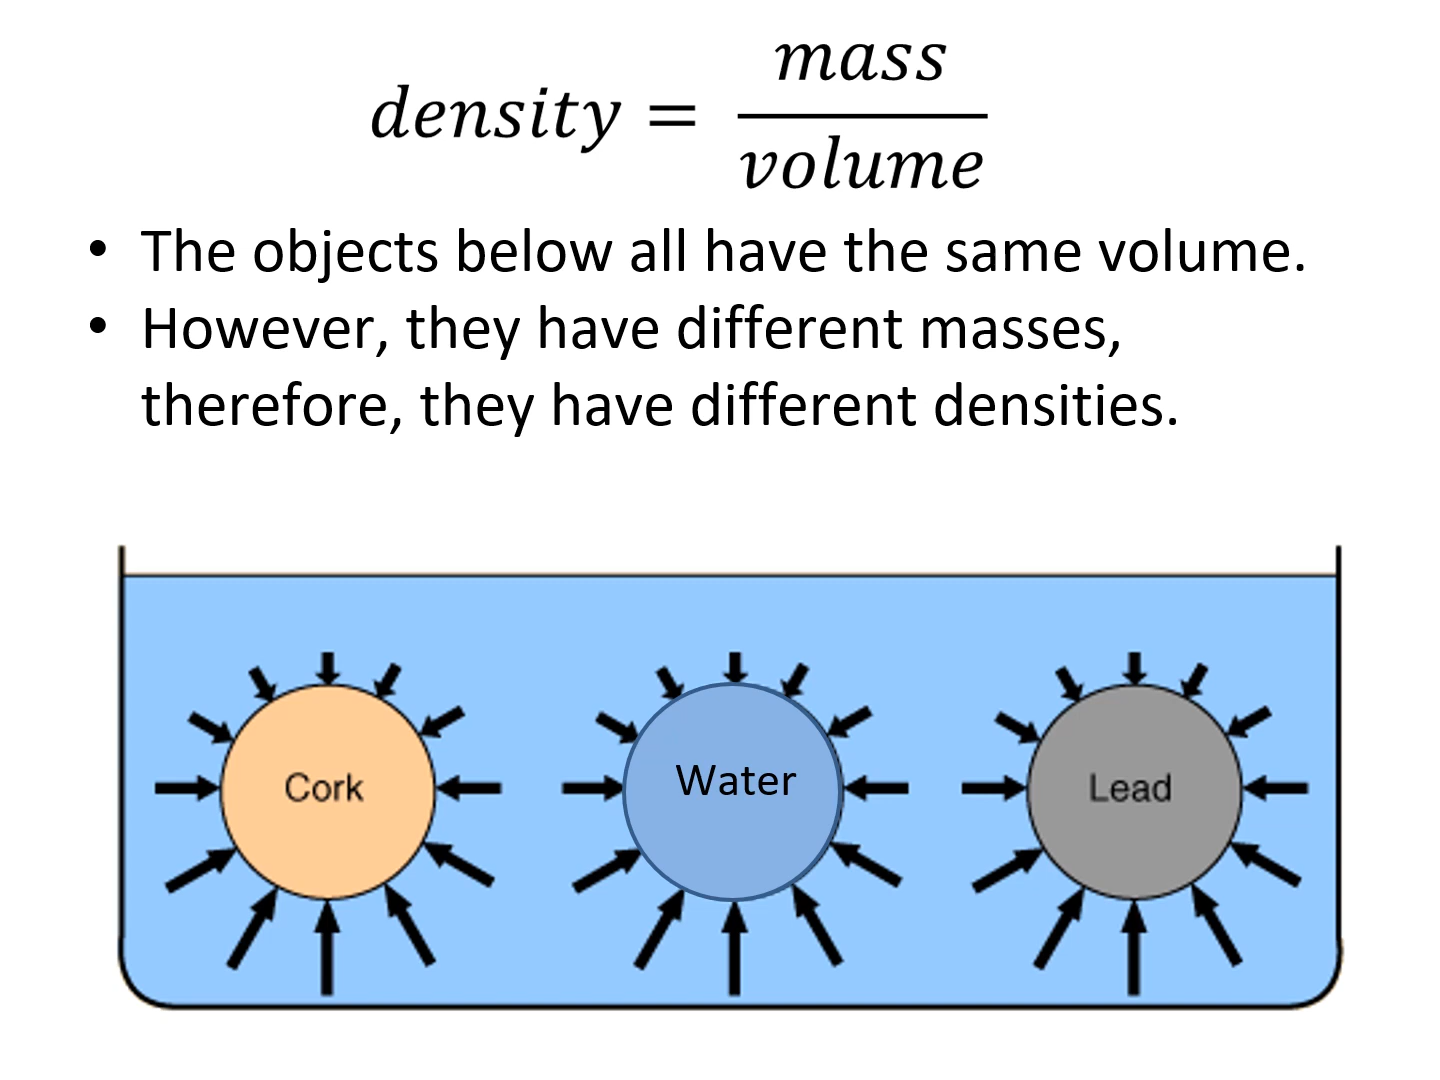 density = mass / volume
• The objects below all have the same volume.
• However, they have different masses,
therefore, they have different densities.
Cork
Water
Lead